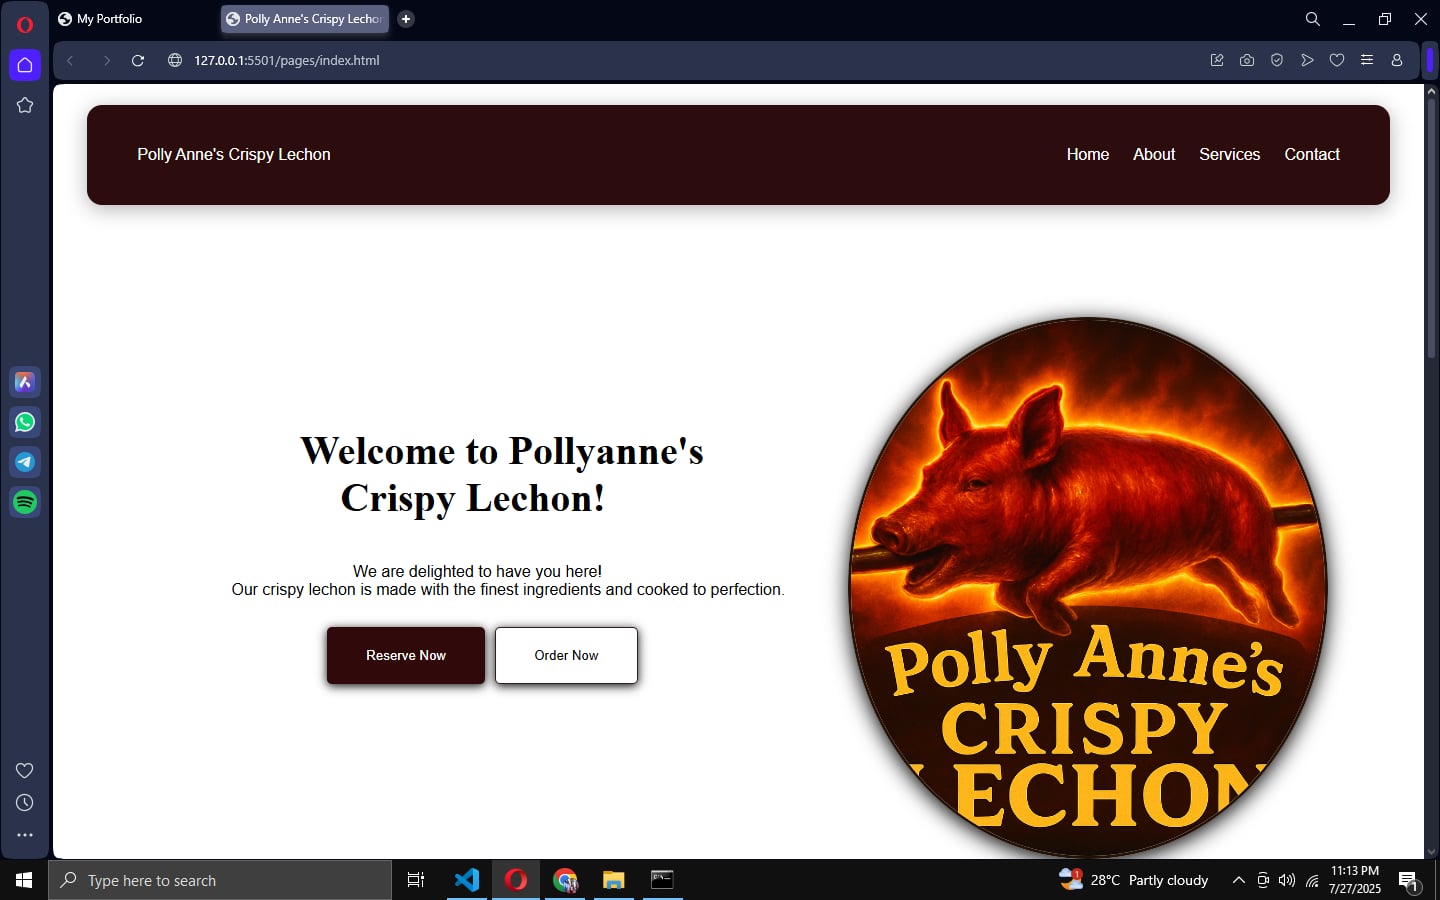 My Portfolio
Polly Anne's Crispy Lechon
127.0.0.1:5501/pages/index.html
Polly Anne's Crispy Lechon
Home About Services Contact
Welcome to Pollyanne's
Crispy Lechon!
We are delighted to have you here!
Our crispy lechon is made with the finest ingredients and cooked to perfection.
Reserve Now Order Now
Polly Anne's
CRISPY
LECHON
Type here to search
1
28°C Partly cloudy
11:13 PM
7/27/2025
1